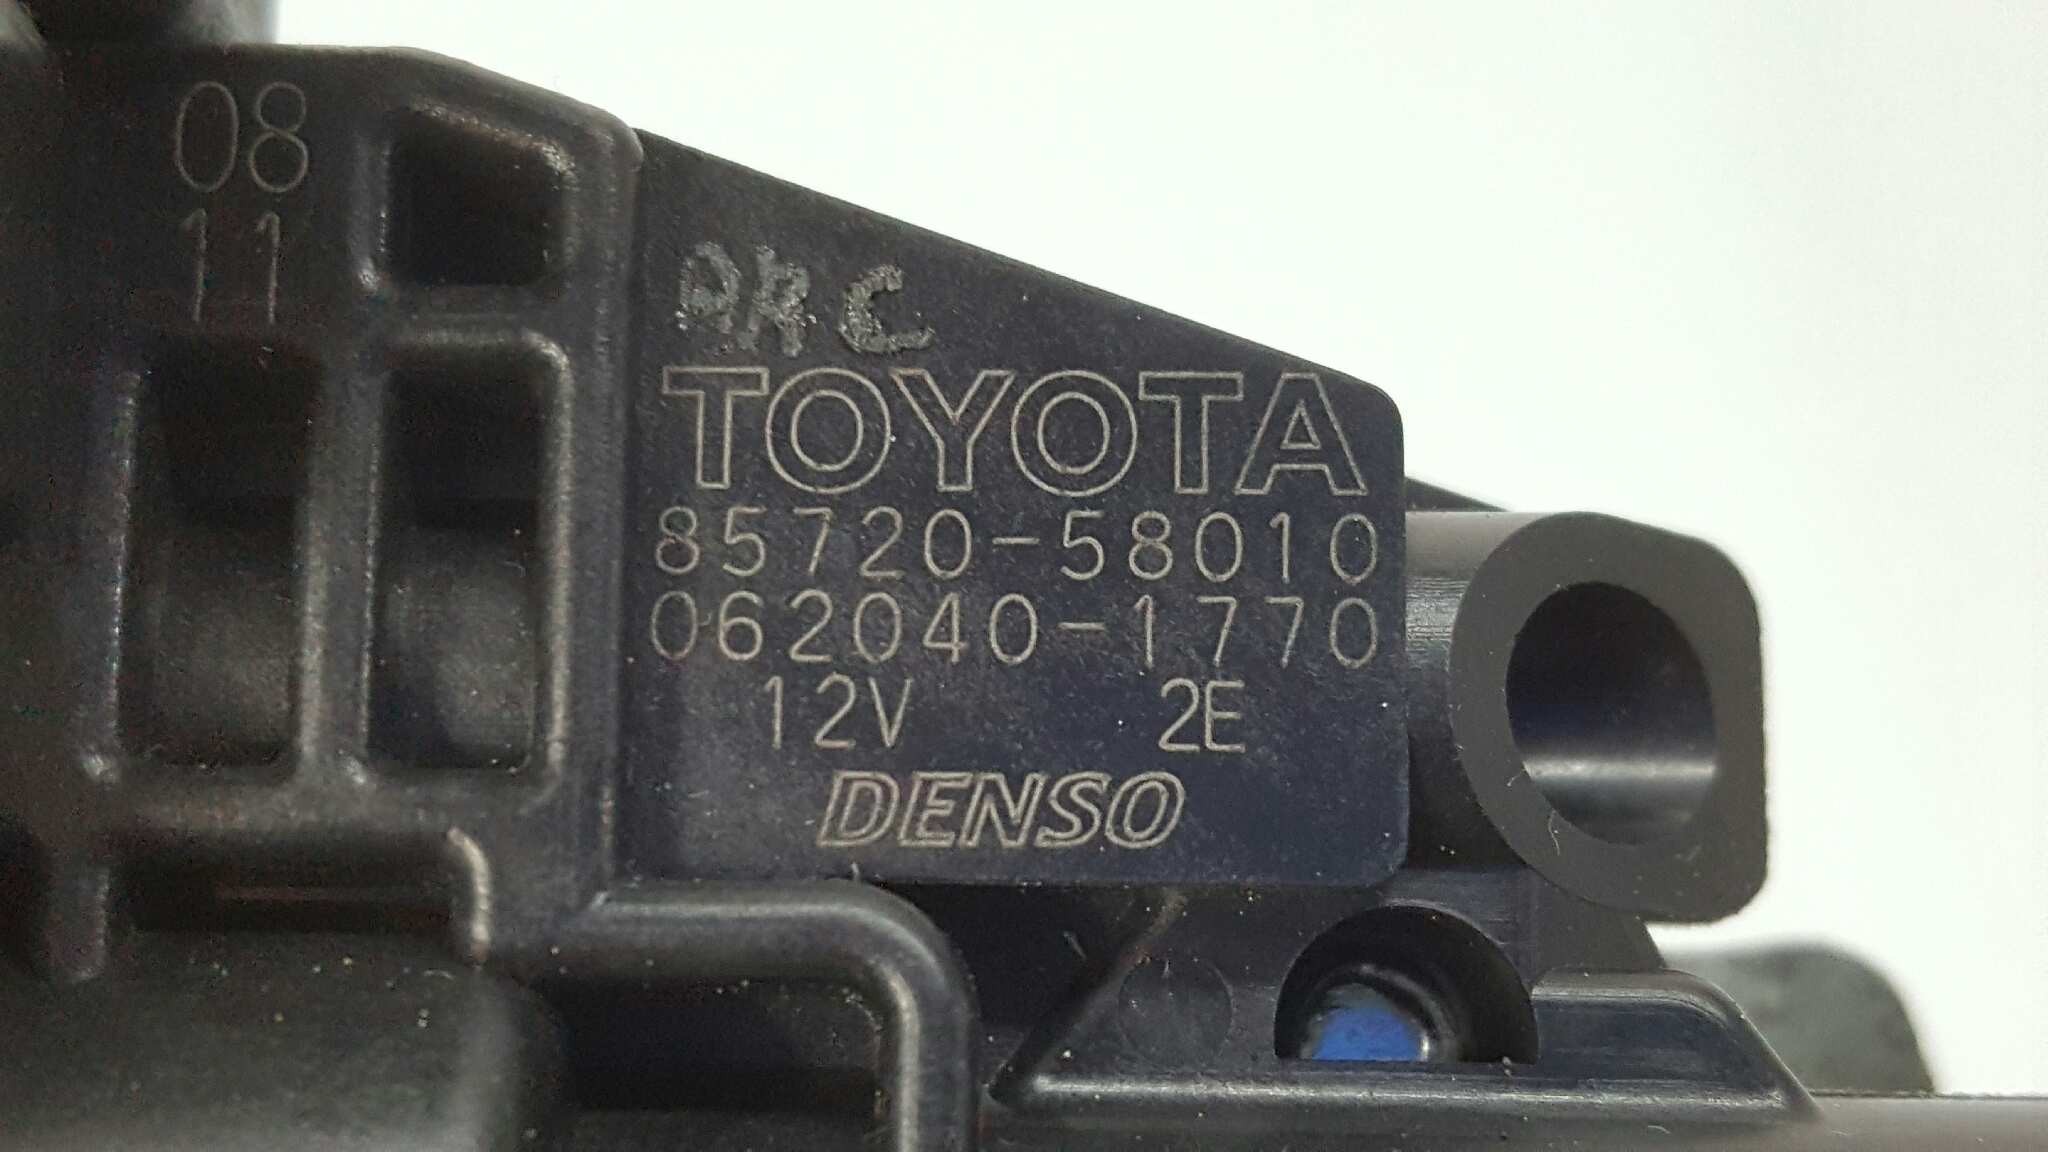 08
11
TOYOTA
85720-58010
062040-1770
12V 2E
DENSO